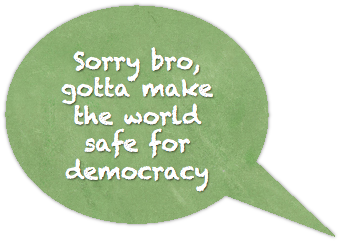 Sorry bro,
gotta make
the world
safe for
democracy